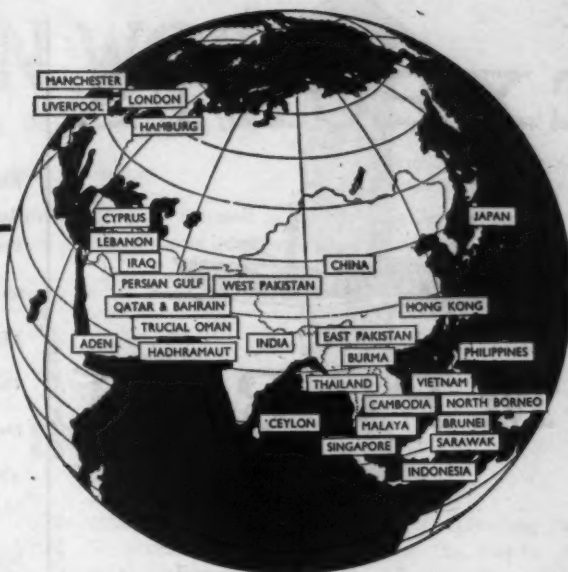 MANCHESTER
LIVERPOOL
LONDON
HAMBURG
CYPRUS
LEBANON
IRAQ
PERSIAN GULF
WEST PAKISTAN
QATAR & BAHRAIN
TRUCIAL OMAN
ADEN
HADHRAMAUT
INDIA
CHINA
JAPAN
HONG KONG
EAST PAKISTAN
BURMA
PHILIPPINES
THAILAND
VIETNAM
CAMBODIA
NORTH BORNEO
CEYLON
MALAYA
BRUNEI
SINGAPORE
SARAWAK
INDONESIA